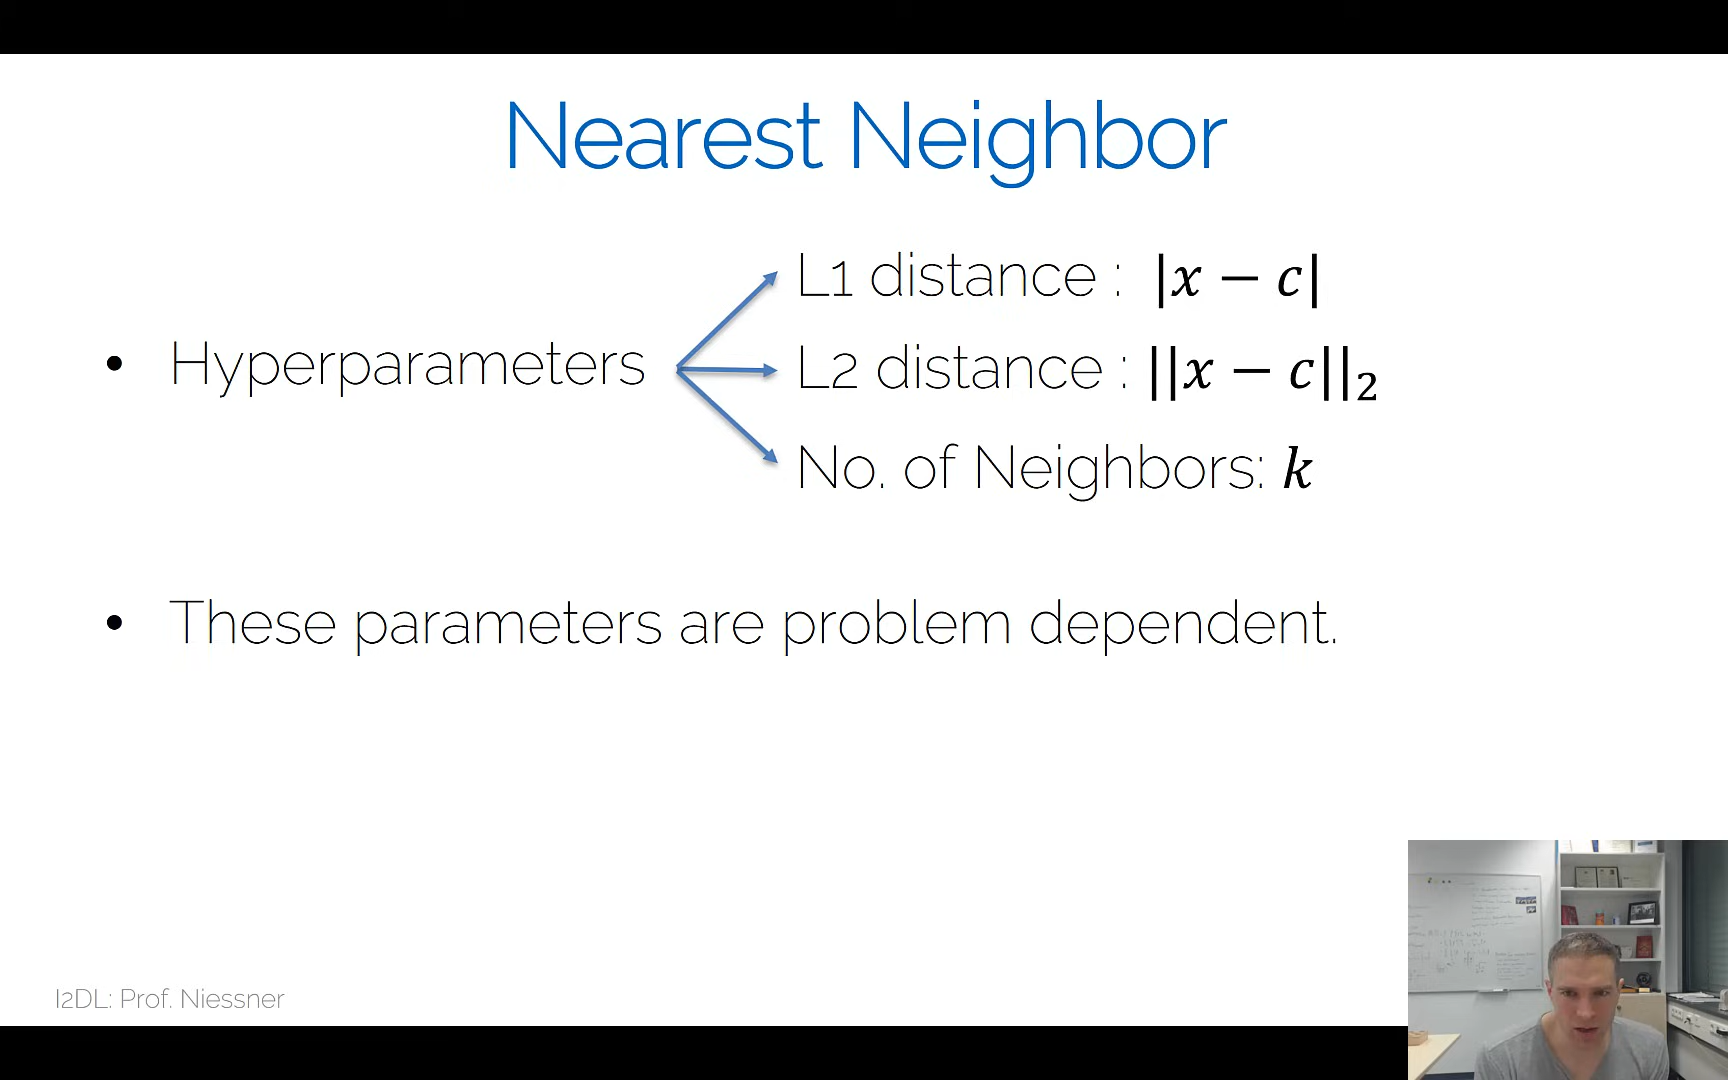 Nearest Neighbor
L1 distance : |x − c|
• Hyperparameters
L2 distance : ||x − c||₂
No. of Neighbors: k
• These parameters are problem dependent.
I2DL: Prof. Niessner